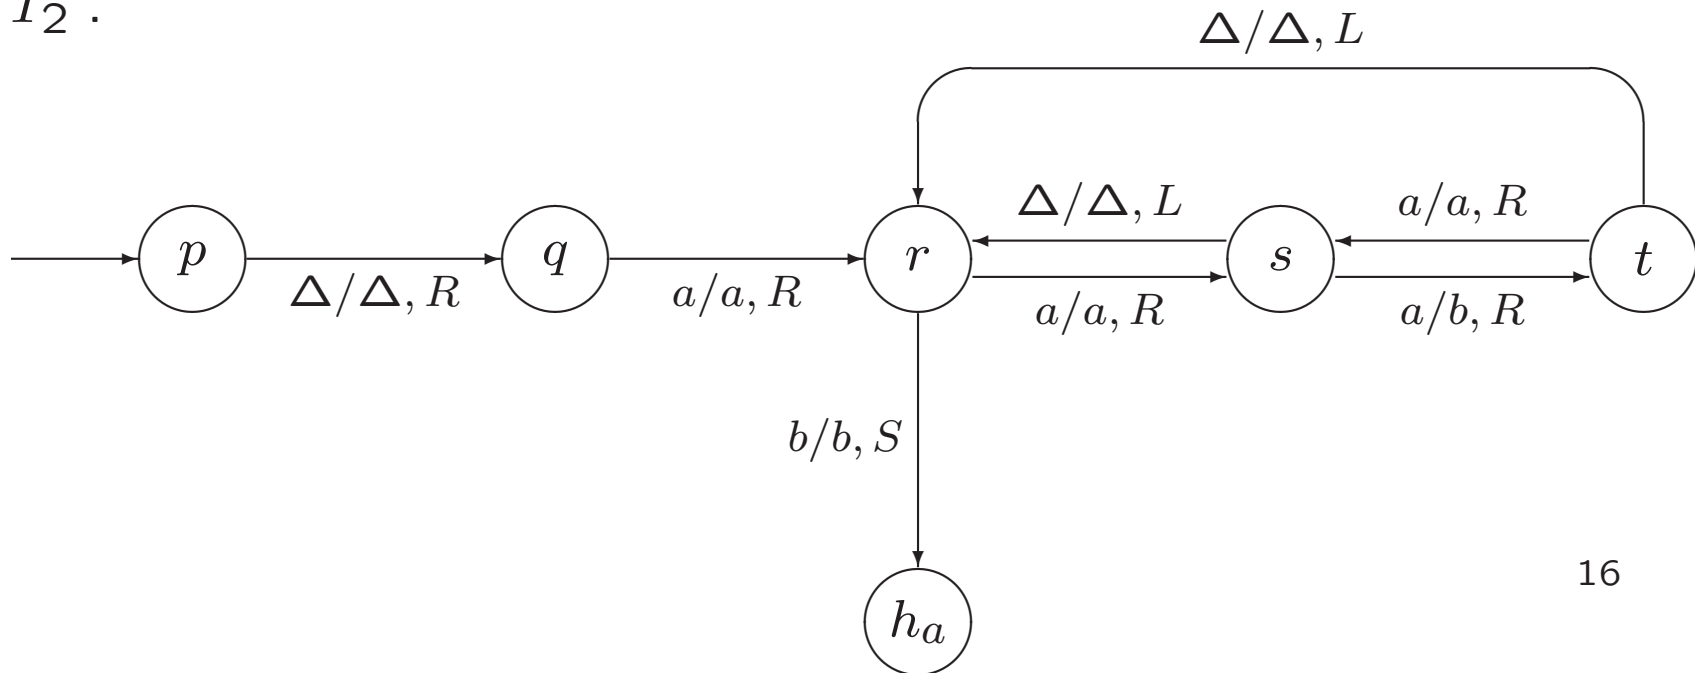 T₂ .
Δ/Δ, L
Δ/Δ, L
a/a, R
p
q
r
s
t
Δ/Δ, R
a/a, R
a/a, R
a/b, R
b/b, S
16
hₐ